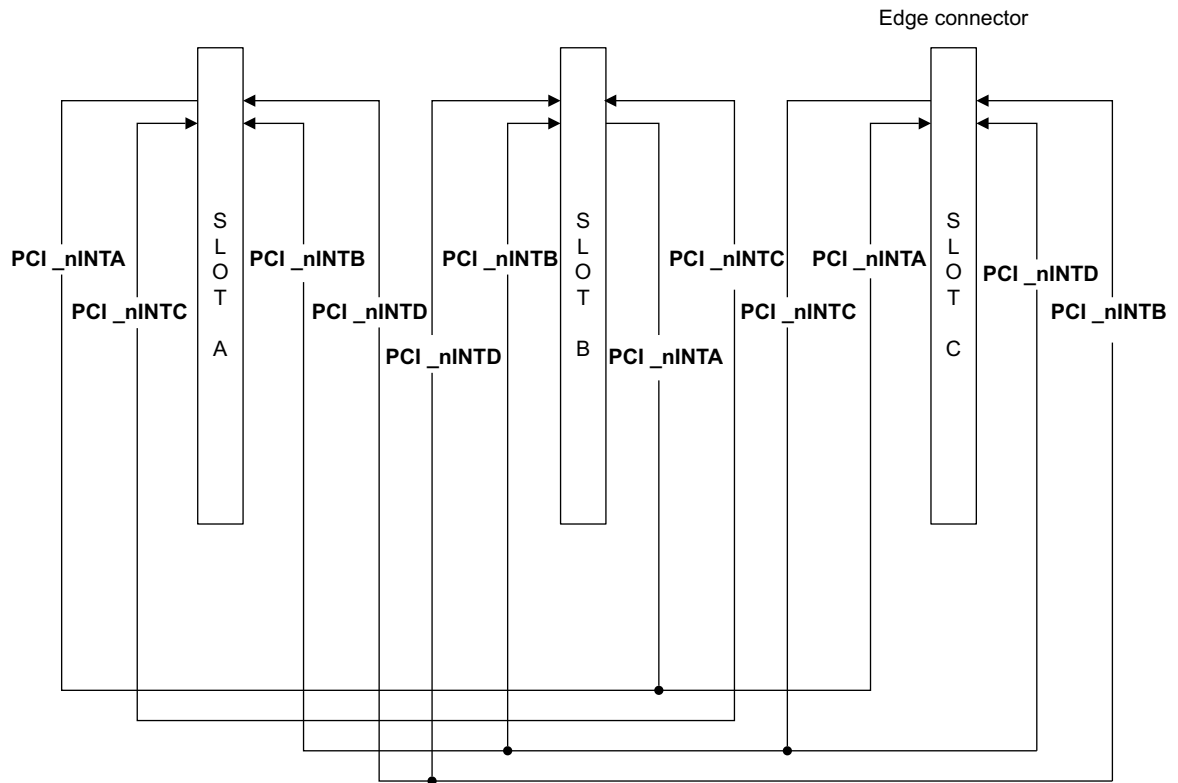 Edge connector
S
L
O
T
A
S
L
O
T
B
S
L
O
T
C
PCI _nINTA
PCI _nINTB
PCI _nINTB
PCI _nINTC
PCI _nINTA
PCI _nINTD
PCI _nINTC
PCI _nINTD
PCI _nINTC
PCI _nINTB
PCI _nINTD
PCI _nINTA